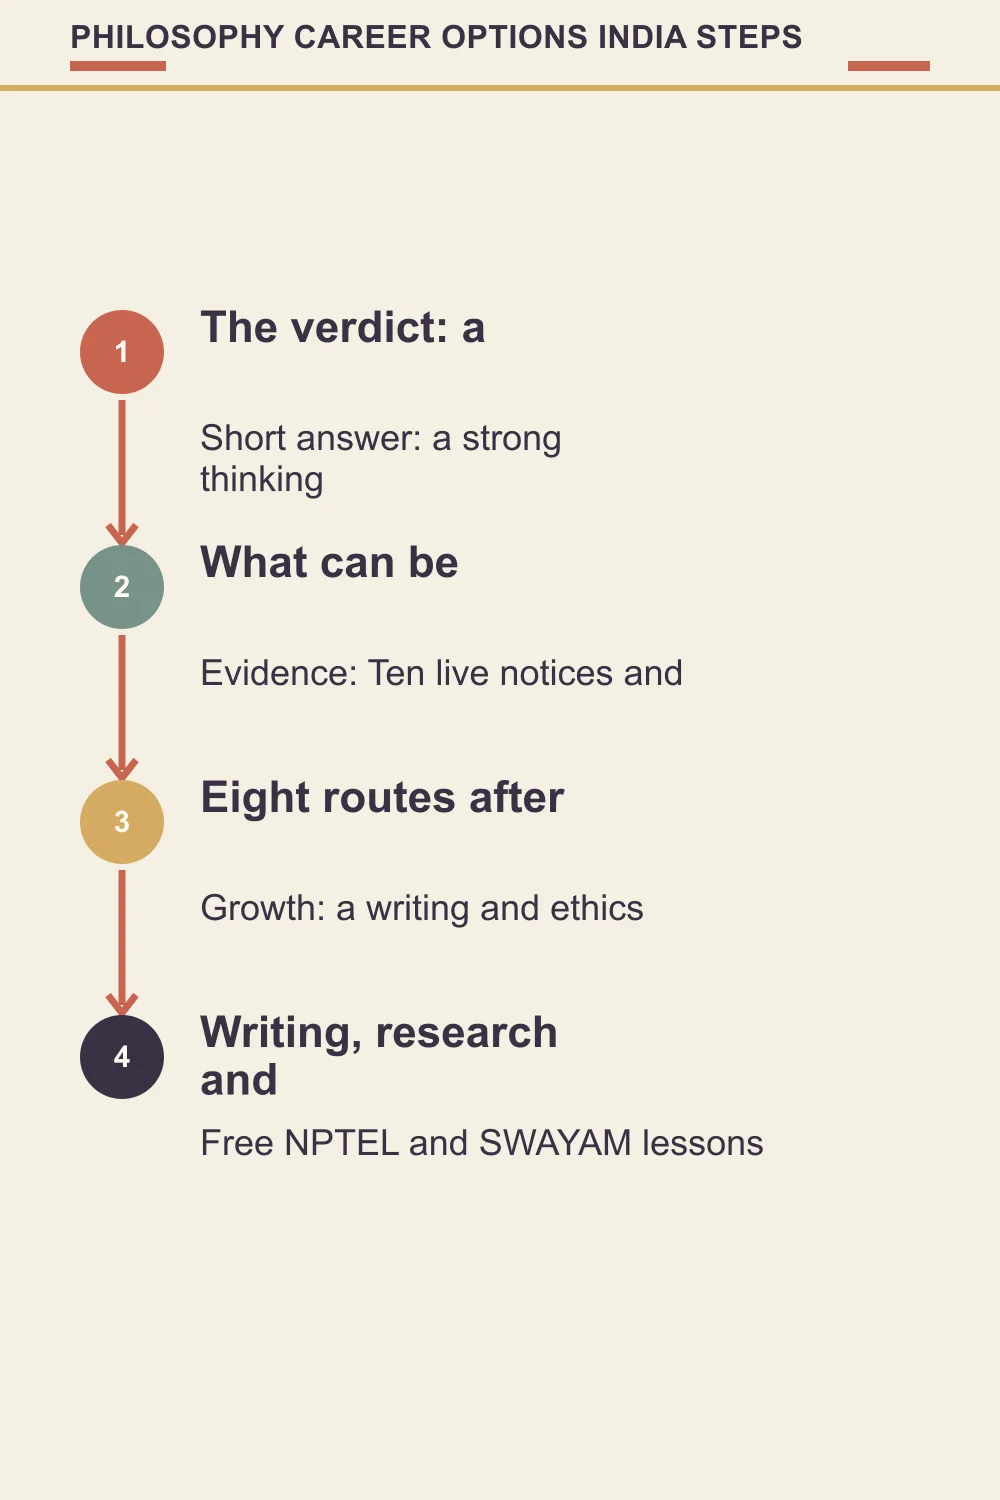 PHILOSOPHY CAREER OPTIONS INDIA STEPS
1
The verdict: a
Short answer: a strong
thinking
2
What can be
Evidence: Ten live notices and
3
Eight routes after
Growth: a writing and ethics
4
Writing, research
and
Free NPTEL and SWAYAM lessons